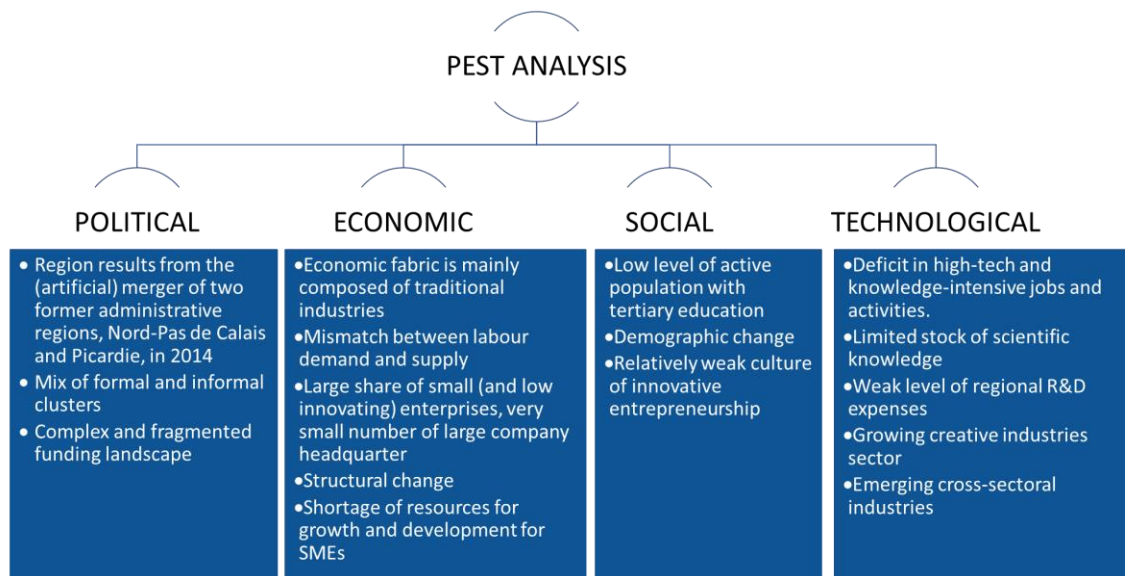 PEST ANALYSIS
POLITICAL
• Region results from the
(artificial) merger of two
former administrative
regions, Nord-Pas de Calais
and Picardie, in 2014
• Mix of formal and informal
clusters
• Complex and fragmented
funding landscape
ECONOMIC
•Economic fabric is mainly
composed of traditional
industries
•Mismatch between labour
demand and supply
•Large share of small (and low
innovating) enterprises, very
small number of large company
headquarter
•Structural change
•Shortage of resources for
growth and development for
SMEs
SOCIAL
•Low level of active
population with
tertiary education
•Demographic change
•Relatively weak culture
of innovative
entrepreneurship
TECHNOLOGICAL
•Deficit in high-tech and
knowledge-intensive jobs and
activities.
•Limited stock of scientific
knowledge
•Weak level of regional R&D
expenses
•Growing creative industries
sector
•Emerging cross-sectoral
industries